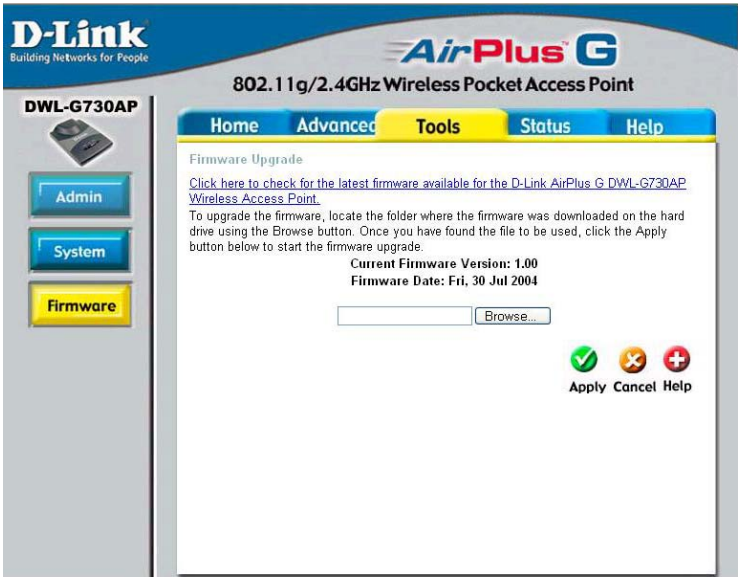 D-Link
Building Networks for People
AirPlus™ G
802.11g/2.4GHz Wireless Pocket Access Point
DWL-G730AP
Home Advanced Tools Status Help
Admin
System
Firmware
Firmware Upgrade
Click here to check for the latest firmware available for the D-Link AirPlus G DWL-G730AP
Wireless Access Point.
To upgrade the firmware, locate the folder where the firmware was downloaded on the hard
drive using the Browse button. Once you have found the file to be used, click the Apply
button below to start the firmware upgrade.
Current Firmware Version: 1.00
Firmware Date: Fri, 30 Jul 2004
Browse...
Apply Cancel Help